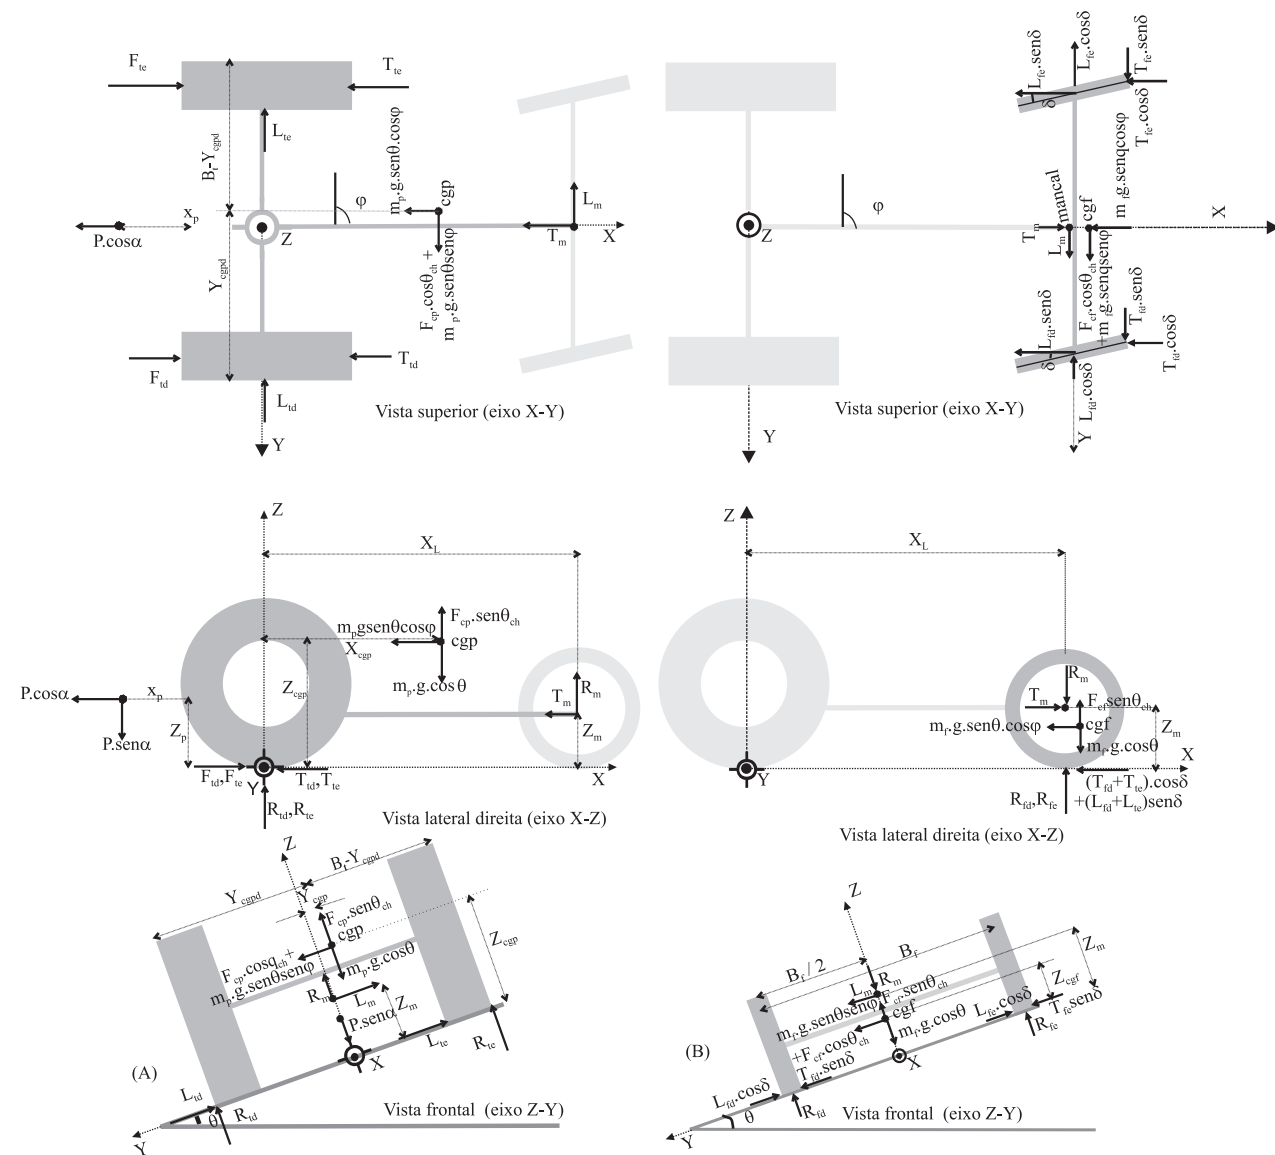 F_te
T_te
L_te
B_f-Y_cgpd
Y_cgpd
x_p
P.cosα
Z
φ
m_p.g.senθ.cosφ
cgp
F_cp.cosθ_ch +
m_p.g.senθsenφ
L_m
T_m
X
F_td
T_td
L_td
Y
Vista superior (eixo X-Y)
Z
φ
Y
L_fe.senδ
L_fe.cosδ
T_fe.senδ
T_fe.cosδ
δ
m_f.g.senqcosφ
mancal
cgf
T_m
L_m
X
F_cf.cosθ_ch
+m_f.g.senqsenφ
L_fd.senδ
δ
T_fd.senδ
T_fd.cosδ
L_fd.cosδ
Y
Vista superior (eixo X-Y)
Z
X_L
F_cp.senθ_ch
m_p gsenθcosφ
cgp
X_cgp
Z_cgp
m_p.g.cosθ
P.cosα
x_p
Z_p
P.senα
T_m
R_m
Z_m
F_td,F_te
Y
T_td,T_te
X
R_td,R_te
Vista lateral direita (eixo X-Z)
Z
X_L
R_m
T_m
F_cf senθ_ch
m_f.g.senθ.cosφ
cgf
m_f.g.cosθ
Z_m
X
Y
(T_fd+T_te).cosδ
+(L_fd+L_te)senδ
R_fd,R_fe
Vista lateral direita (eixo X-Z)
Z
B_f-Y_cgpd
Y_cgpd
Y_cgp
F_cp.senθ_ch
cgp
Z_cgp
F_cp.cosq_ch+
m_p.g.senθsenφ
m_p.g.cosθ
R_m
L_m
Z_m
P.senα
L_te
R_te
X
(A)
L_td
θ
R_td
Y
Vista frontal (eixo Z-Y)
Z
B_f
B_f / 2
Z_m
R_m
L_m
F_cf.senθ_ch
Z_cgf
cgf
m_f.g.senθsenφ
+F_cf.cosθ_ch
m_f.g.cosθ
L_fe.cosδ
T_fe senδ
R_fe
X
(B)
T_fd.senδ
L_fd.cosδ
θ
R_fd
Y
Vista frontal (eixo Z-Y)